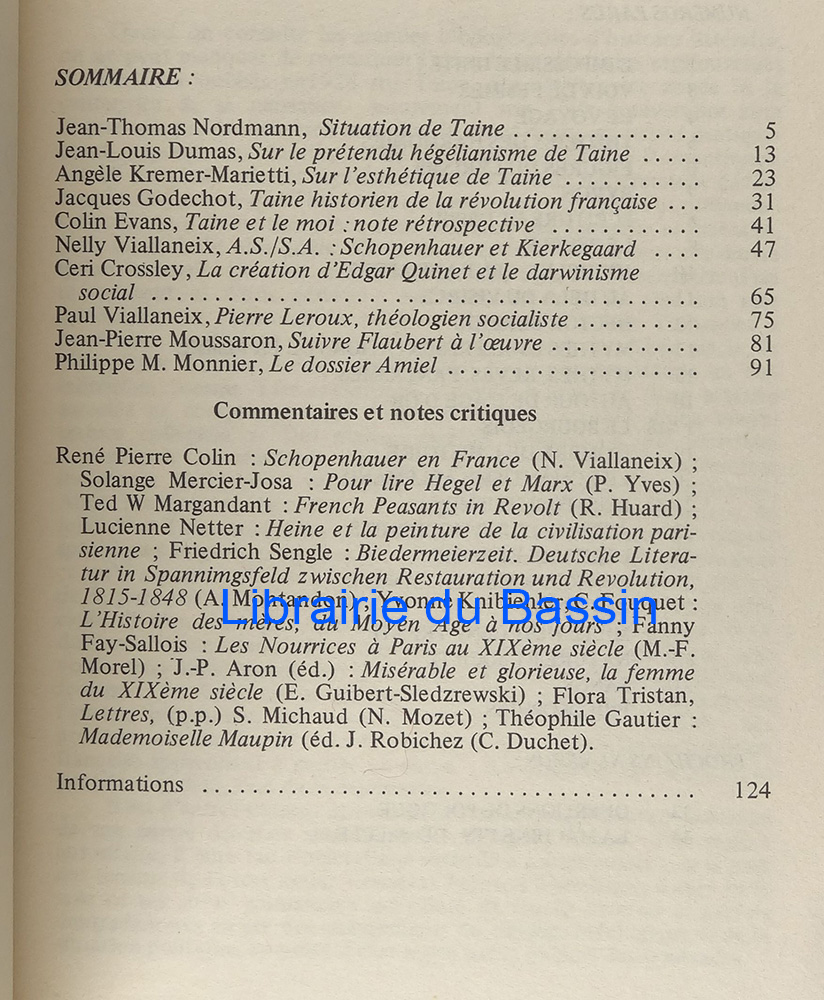 SOMMAIRE :
Jean-Thomas Nordmann, Situation de Taine . . . . . . . . . . . . . . . 5
Jean-Louis Dumas, Sur le prétendu hégélianisme de Taine . . . . . 13
Angèle Kremer-Marietti, Sur l'esthétique de Taine . . . . . . . . . . . 23
Jacques Godechot, Taine historien de la révolution française . . . 31
Colin Evans, Taine et le moi : note rétrospective . . . . . . . . . . . . 41
Nelly Viallaneix, A.S./S.A. : Schopenhauer et Kierkegaard . . . . 47
Ceri Crossley, La création d'Edgar Quinet et le darwinisme
social . . . . . . . . . . . . . . . . . . . . . . . . . . . . . . . . . . . . . . . . . . . . 65
Paul Viallaneix, Pierre Leroux, théologien socialiste . . . . . . . . . . 75
Jean-Pierre Moussaron, Suivre Flaubert à l'œuvre . . . . . . . . . . . . 81
Philippe M. Monnier, Le dossier Amiel . . . . . . . . . . . . . . . . . . . . 91
Commentaires et notes critiques
René Pierre Colin : Schopenhauer en France (N. Viallaneix) ;
Solange Mercier-Josa : Pour lire Hegel et Marx (P. Yves) ;
Ted W Margandant : French Peasants in Revolt (R. Huard) ;
Lucienne Netter : Heine et la peinture de la civilisation pari-
sienne ; Friedrich Sengle : Biedermeierzeit. Deutsche Litera-
tur in Spannimgsfeld zwischen Restauration und Revolution,
1815-1848 (A. Montandon) ; Yvonne Knibiehler, C. Fouquet :
L'Histoire des mères, du Moyen Age à nos jours ; Fanny
Fay-Sallois : Les Nourrices à Paris au XIXème siècle (M.-F.
Morel) ; J.-P. Aron (éd.) : Misérable et glorieuse, la femme
du XIXème siècle (E. Guibert-Sledzrewski) ; Flora Tristan,
Lettres, (p.p.) S. Michaud (N. Mozet) ; Théophile Gautier :
Mademoiselle Maupin (éd. J. Robichez (C. Duchet).
Informations . . . . . . . . . . . . . . . . . . . . . . . . . . . . . . . . . . . . . . . 124
Librairie du Bassin